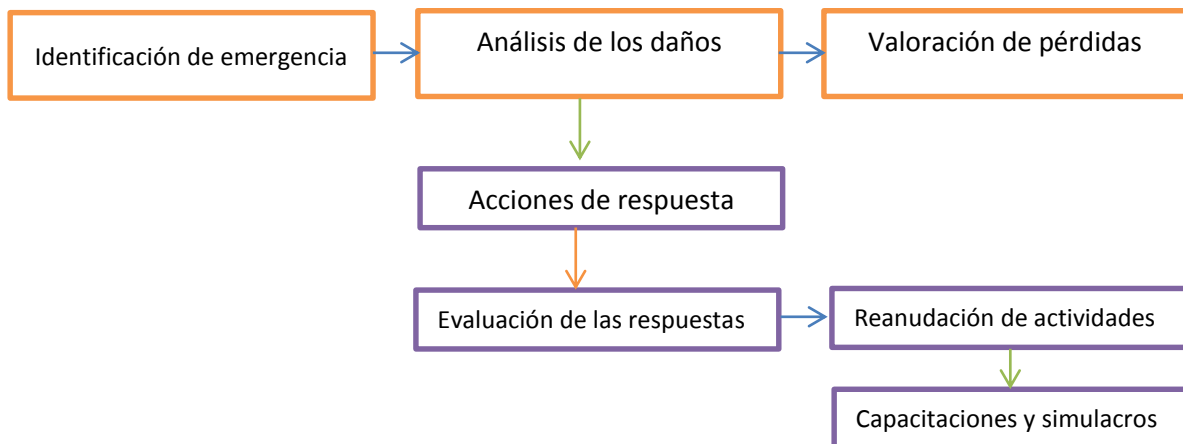 Identificación de emergencia
Análisis de los daños
Valoración de pérdidas
Acciones de respuesta
Evaluación de las respuestas
Reanudación de actividades
Capacitaciones y simulacros